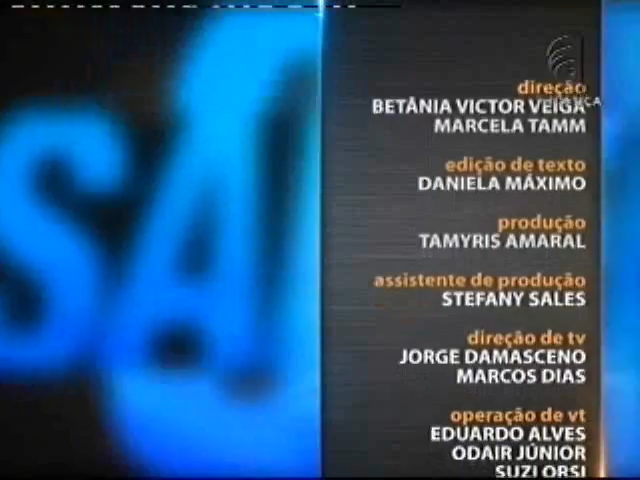 SA
direção
BETÂNIA VICTOR VEIGA
MARCELA TAMM
edição de texto
DANIELA MÁXIMO
produção
TAMYRIS AMARAL
assistente de produção
STEFANY SALES
direção de tv
JORGE DAMASCENO
MARCOS DIAS
operação de vt
EDUARDO ALVES
ODAIR JÚNIOR
SUZI ORSI